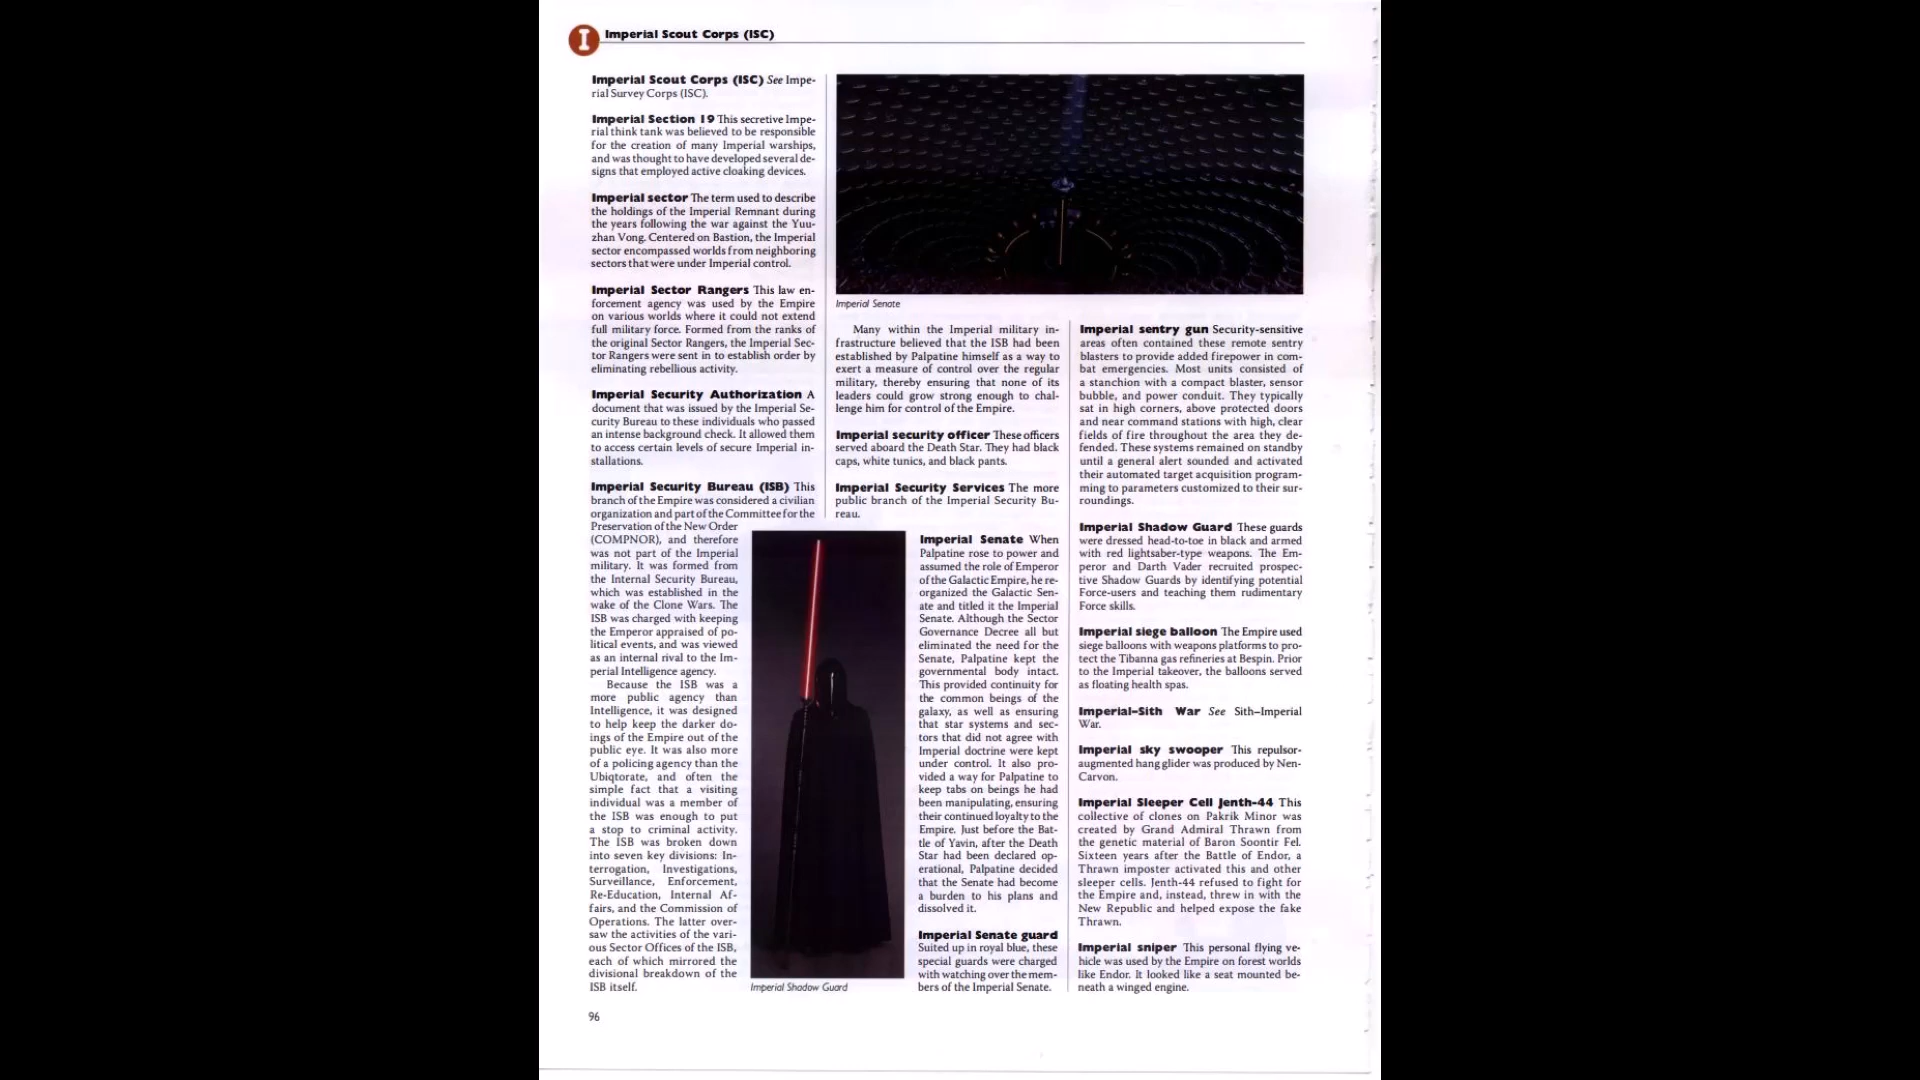 I
Imperial Scout Corps (ISC)
Imperial Scout Corps (ISC) See Impe-
rial Survey Corps (ISC).
Imperial Section 19 This secretive Impe-
rial think tank was believed to be responsible
for the creation of many Imperial warships,
and was thought to have developed several de-
signs that employed active cloaking devices.
Imperial sector The term used to describe
the holdings of the Imperial Remnant during
the years following the war against the Yuu-
zhan Vong. Centered on Bastion, the Imperial
sector encompassed worlds from neighboring
sectors that were under Imperial control.
Imperial Sector Rangers This law en-
forcement agency was used by the Empire
on various worlds where it could not extend
full military force. Formed from the ranks of
the original Sector Rangers, the Imperial Sec-
tor Rangers were sent in to establish order by
eliminating rebellious activity.
Imperial Security Authorization A
document that was issued by the Imperial Se-
curity Bureau to these individuals who passed
an intense background check. It allowed them
to access certain levels of secure Imperial in-
stallations.
Imperial Security Bureau (ISB) This
branch of the Empire was considered a civilian
organization and part of the Committee for the
Preservation of the New Order
(COMPNOR), and therefore
was not part of the Imperial
military. It was formed from
the Internal Security Bureau,
which was established in the
wake of the Clone Wars. The
ISB was charged with keeping
the Emperor appraised of po-
litical events, and was viewed
as an internal rival to the Im-
perial Intelligence agency.
Because the ISB was a
more public agency than
Intelligence, it was designed
to help keep the darker do-
ings of the Empire out of the
public eye. It was also more
of a policing agency than the
Ubiqtorate, and often the
simple fact that a visiting
individual was a member of
the ISB was enough to put
a stop to criminal activity.
The ISB was broken down
into seven key divisions: In-
terrogation, Investigations,
Surveillance, Enforcement,
Re-Education, Internal Af-
fairs, and the Commission of
Operations. The latter over-
saw the activities of the vari-
ous Sector Offices of the ISB,
each of which mirrored the
divisional breakdown of the
ISB itself.
Imperial Senate
Many within the Imperial military in-
frastructure believed that the ISB had been
established by Palpatine himself as a way to
exert a measure of control over the regular
military, thereby ensuring that none of its
leaders could grow strong enough to chal-
lenge him for control of the Empire.
Imperial security officer These officers
served aboard the Death Star. They had black
caps, white tunics, and black pants.
Imperial Security Services The more
public branch of the Imperial Security Bu-
reau.
Imperial Shadow Guard
Imperial Senate When
Palpatine rose to power and
assumed the role of Emperor
of the Galactic Empire, he re-
organized the Galactic Sen-
ate and titled it the Imperial
Senate. Although the Sector
Governance Decree all but
eliminated the need for the
Senate, Palpatine kept the
governmental body intact.
This provided continuity for
the common beings of the
galaxy, as well as ensuring
that star systems and sec-
tors that did not agree with
Imperial doctrine were kept
under control. It also pro-
vided a way for Palpatine to
keep tabs on beings he had
been manipulating, ensuring
their continued loyalty to the
Empire. Just before the Bat-
tle of Yavin, after the Death
Star had been declared op-
erational, Palpatine decided
that the Senate had become
a burden to his plans and
dissolved it.
Imperial Senate guard
Suited up in royal blue, these
special guards were charged
with watching over the mem-
bers of the Imperial Senate.
Imperial sentry gun Security-sensitive
areas often contained these remote sentry
blasters to provide added firepower in com-
bat emergencies. Most units consisted of
a stanchion with a compact blaster, sensor
bubble, and power conduit. They typically
sat in high corners, above protected doors
and near command stations with high, clear
fields of fire throughout the area they de-
fended. These systems remained on standby
until a general alert sounded and activated
their automated target acquisition program-
ming to parameters customized to their sur-
roundings.
Imperial Shadow Guard These guards
were dressed head-to-toe in black and armed
with red lightsaber-type weapons. The Em-
peror and Darth Vader recruited prospec-
tive Shadow Guards by identifying potential
Force-users and teaching them rudimentary
Force skills.
Imperial siege balloon The Empire used
siege balloons with weapons platforms to pro-
tect the Tibanna gas refineries at Bespin. Prior
to the Imperial takeover, the balloons served
as floating health spas.
Imperial–Sith War See Sith–Imperial
War.
Imperial sky swooper This repulsor-
augmented hang glider was produced by Nen-
Carvon.
Imperial Sleeper Cell Jenth-44 This
collective of clones on Pakrik Minor was
created by Grand Admiral Thrawn from
the genetic material of Baron Soontir Fel.
Sixteen years after the Battle of Endor, a
Thrawn imposter activated this and other
sleeper cells. Jenth-44 refused to fight for
the Empire and, instead, threw in with the
New Republic and helped expose the fake
Thrawn.
Imperial sniper This personal flying ve-
hicle was used by the Empire on forest worlds
like Endor. It looked like a seat mounted be-
neath a winged engine.
96